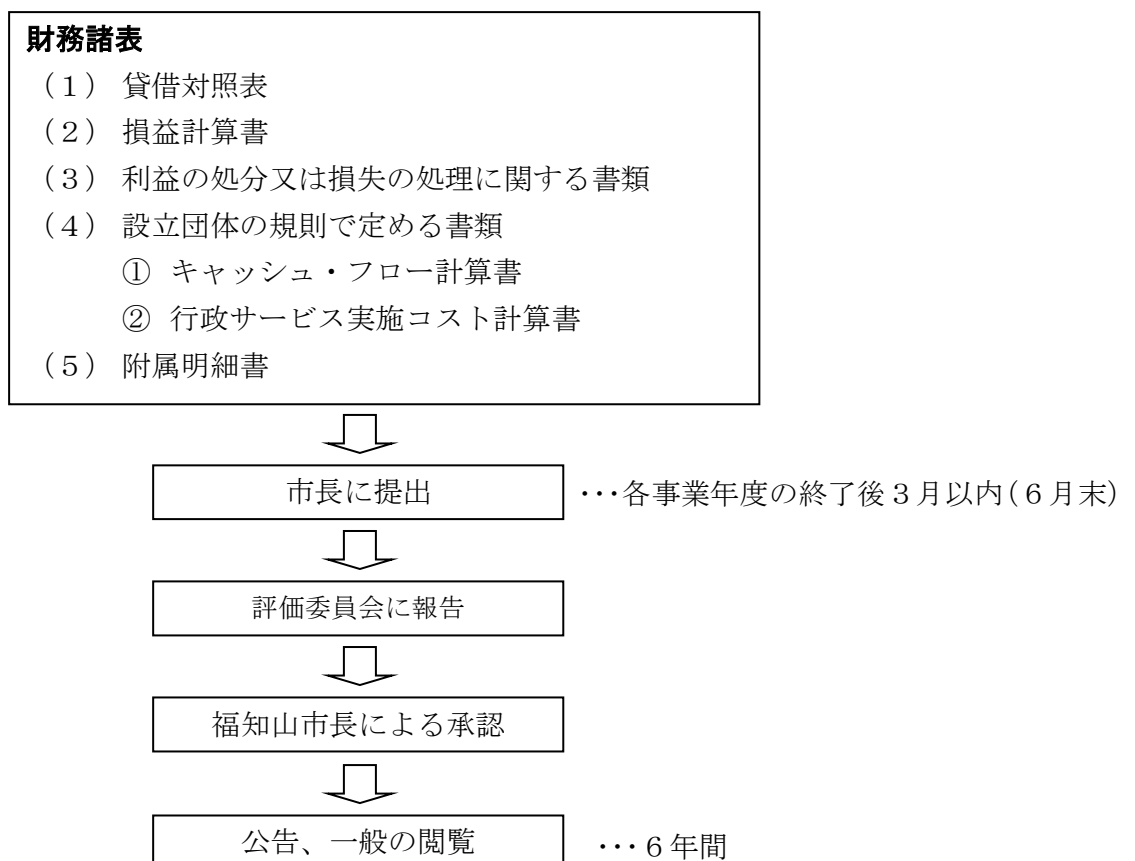 財務諸表
（１） 貸借対照表
（２） 損益計算書
（３） 利益の処分又は損失の処理に関する書類
（４） 設立団体の規則で定める書類
① キャッシュ・フロー計算書
② 行政サービス実施コスト計算書
（５） 附属明細書
市長に提出 ･･･各事業年度の終了後３月以内（６月末）
評価委員会に報告
福知山市長による承認
公告、一般の閲覧 ･･･６年間